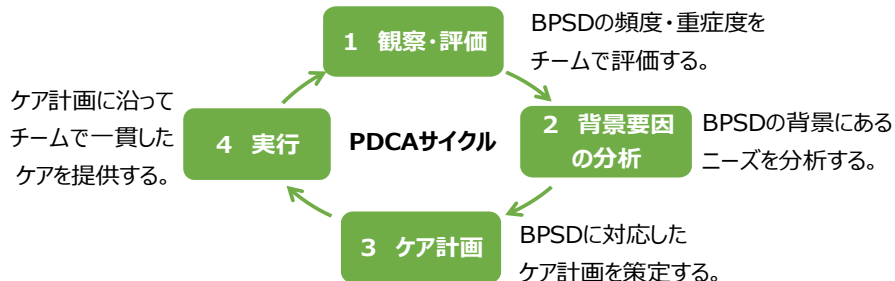 1 観察・評価
BPSDの頻度・重症度を
チームで評価する。
2 背景要因
の分析
BPSDの背景にある
ニーズを分析する。
3 ケア計画
BPSDに対応した
ケア計画を策定する。
4 実行
ケア計画に沿って
チームで一貫した
ケアを提供する。
PDCAサイクル